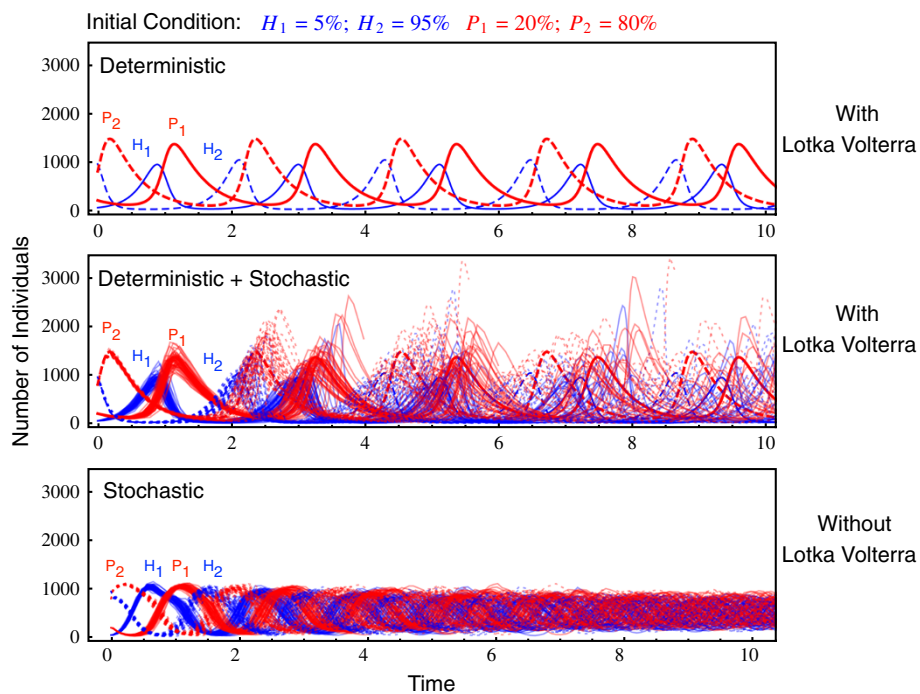 Initial Condition: H₁ = 5%; H₂ = 95% P₁ = 20%; P₂ = 80%
Deterministic
3000
2000
1000
0
P₂
H₁
P₁
H₂
0 2 4 6 8 10
With
Lotka Volterra
Number of Individuals
Deterministic + Stochastic
3000
2000
1000
0
P₂
H₁
P₁
H₂
0 2 4 6 8 10
With
Lotka Volterra
Stochastic
3000
2000
1000
0
P₂ H₁ P₁ H₂
0 2 4 6 8 10
Without
Lotka Volterra
Time